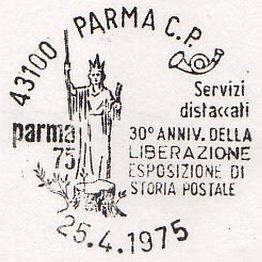 43100 PARMA C.P.
Servizi
distaccati
parma
75
30° ANNIV. DELLA
LIBERAZIONE
ESPOSIZIONE DI
STORIA POSTALE
25.4.1975